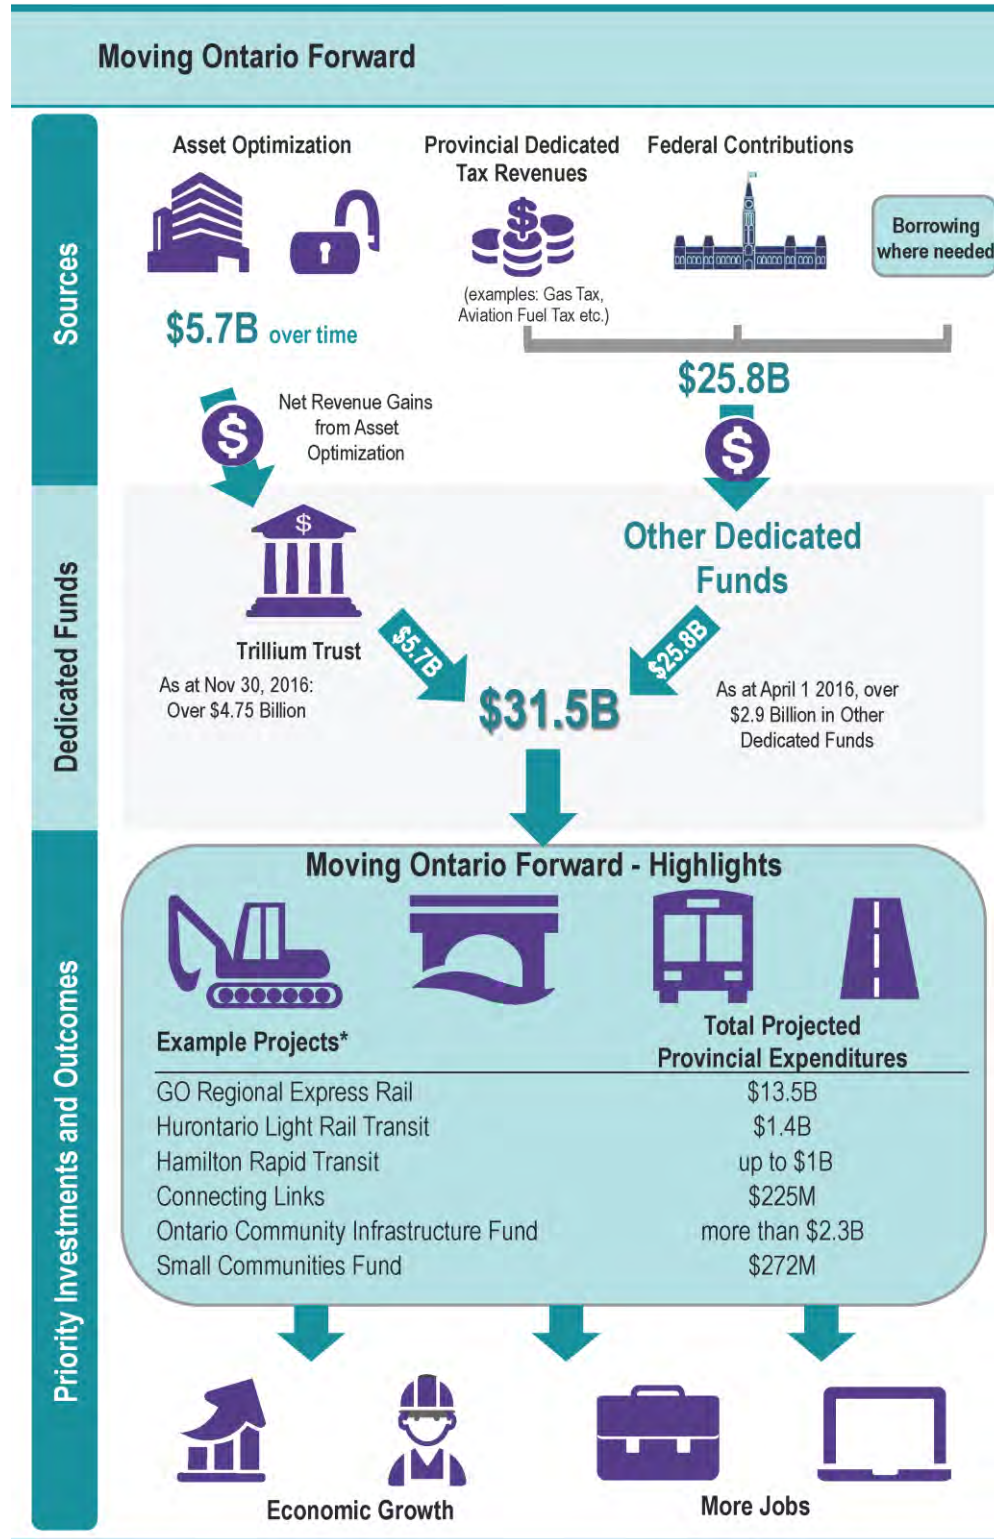 Moving Ontario Forward
Sources
Asset Optimization
$5.7B over time
Provincial Dedicated
Tax Revenues
$
(examples: Gas Tax,
Aviation Fuel Tax etc.)
Federal Contributions
Borrowing
where needed
$25.8B
$
Net Revenue Gains
from Asset
Optimization
$
Dedicated Funds
$
Trillium Trust
As at Nov 30, 2016:
Over $4.75 Billion
$5.7B
Other Dedicated
Funds
$25.8B
As at April 1 2016, over
$2.9 Billion in Other
Dedicated Funds
$31.5B
Priority Investments and Outcomes
Moving Ontario Forward - Highlights
Example Projects*
Total Projected
Provincial Expenditures
GO Regional Express Rail $13.5B
Hurontario Light Rail Transit $1.4B
Hamilton Rapid Transit up to $1B
Connecting Links $225M
Ontario Community Infrastructure Fund more than $2.3B
Small Communities Fund $272M
Economic Growth
More Jobs